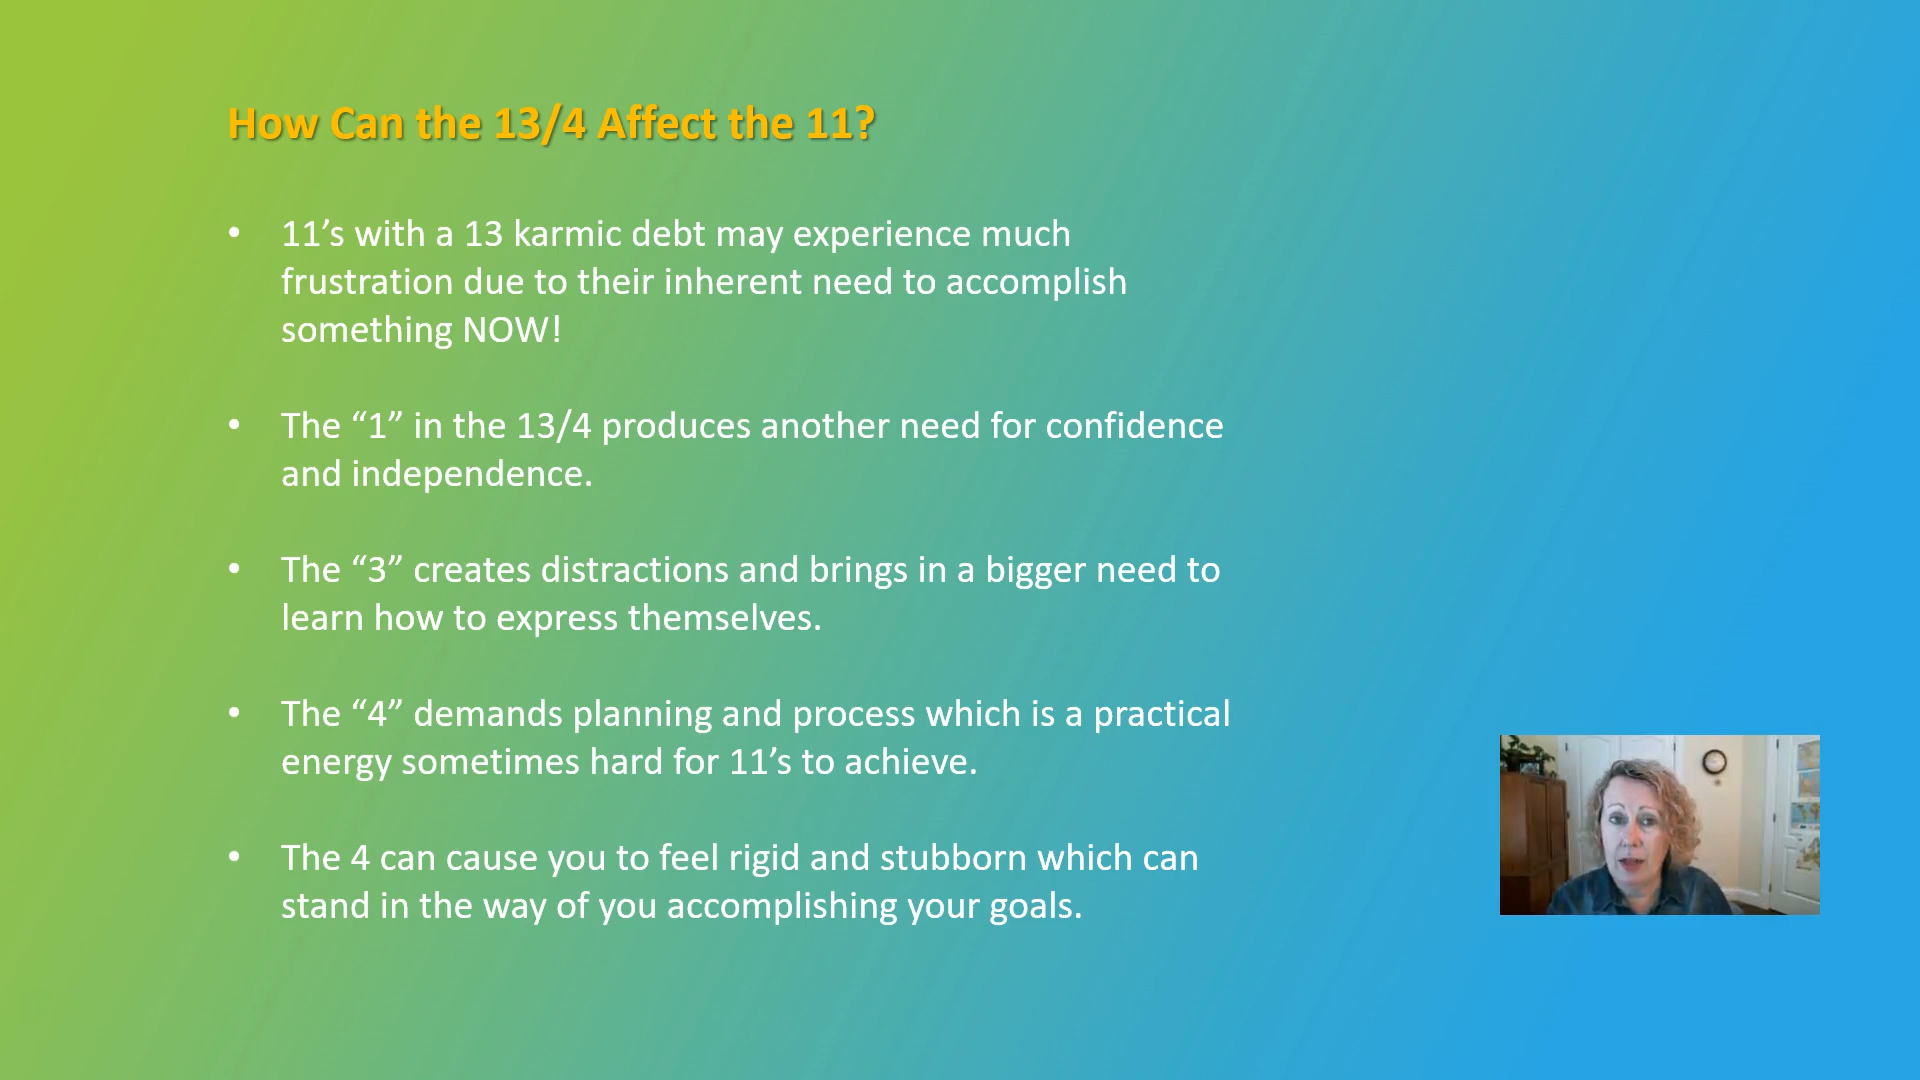 How Can the 13/4 Affect the 11?
• 11’s with a 13 karmic debt may experience much
frustration due to their inherent need to accomplish
something NOW!
• The “1” in the 13/4 produces another need for confidence
and independence.
• The “3” creates distractions and brings in a bigger need to
learn how to express themselves.
• The “4” demands planning and process which is a practical
energy sometimes hard for 11’s to achieve.
• The 4 can cause you to feel rigid and stubborn which can
stand in the way of you accomplishing your goals.